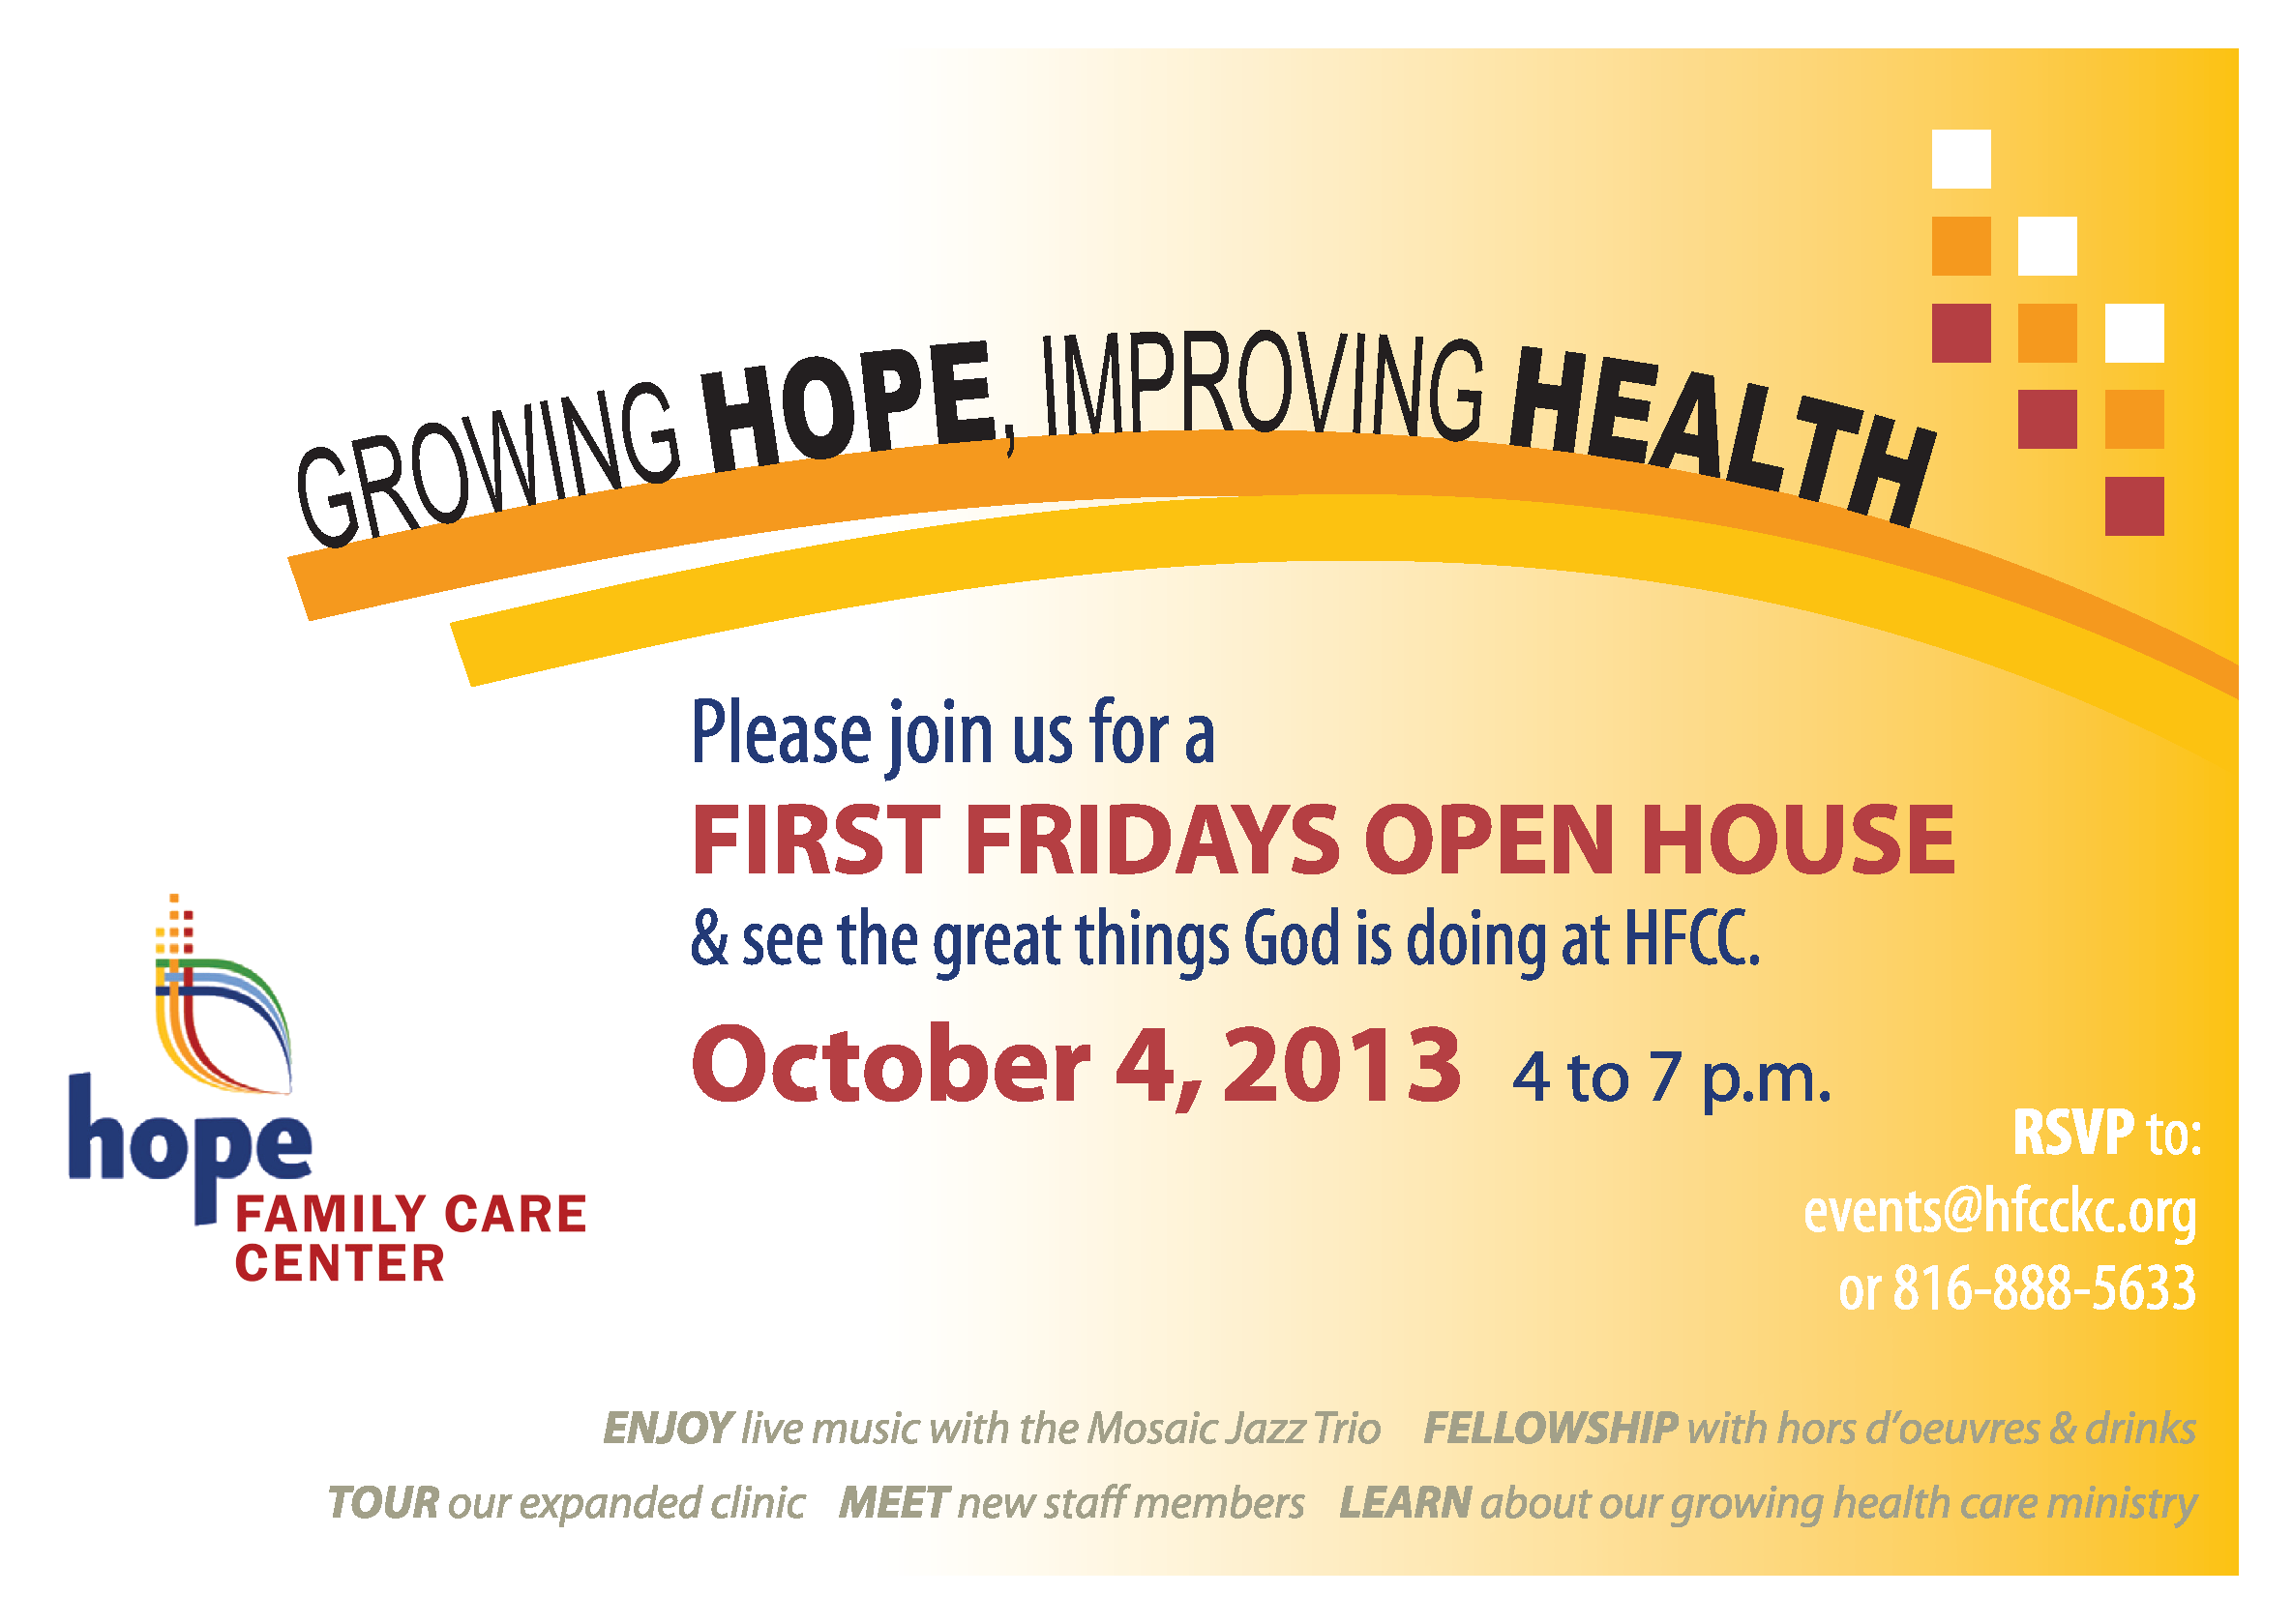 GROWING HOPE, IMPROVING HEALTH
Please join us for a
FIRST FRIDAYS OPEN HOUSE
& see the great things God is doing at HFCC.
October 4, 2013 4 to 7 p.m.
hope
FAMILY CARE
CENTER
RSVP to:
events@hfcckc.org
or 816-888-5633
ENJOY live music with the Mosaic Jazz Trio FELLOWSHIP with hors d’oeuvres & drinks
TOUR our expanded clinic MEET new staff members LEARN about our growing health care ministry